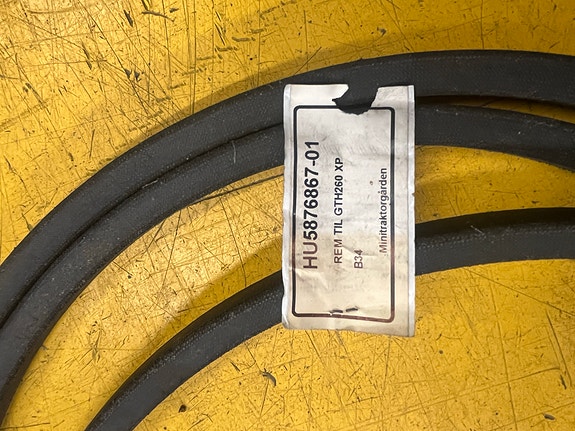 HU5876867-01
REM TIL GTH260 XP
B34
Minitraktorgården